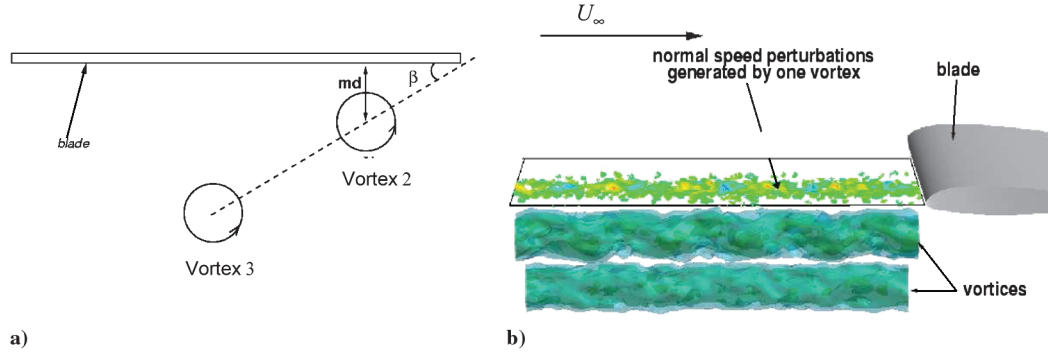 blade
md
β
Vortex 2
Vortex 3
a)
U∞
normal speed perturbations
generated by one vortex
blade
vortices
b)